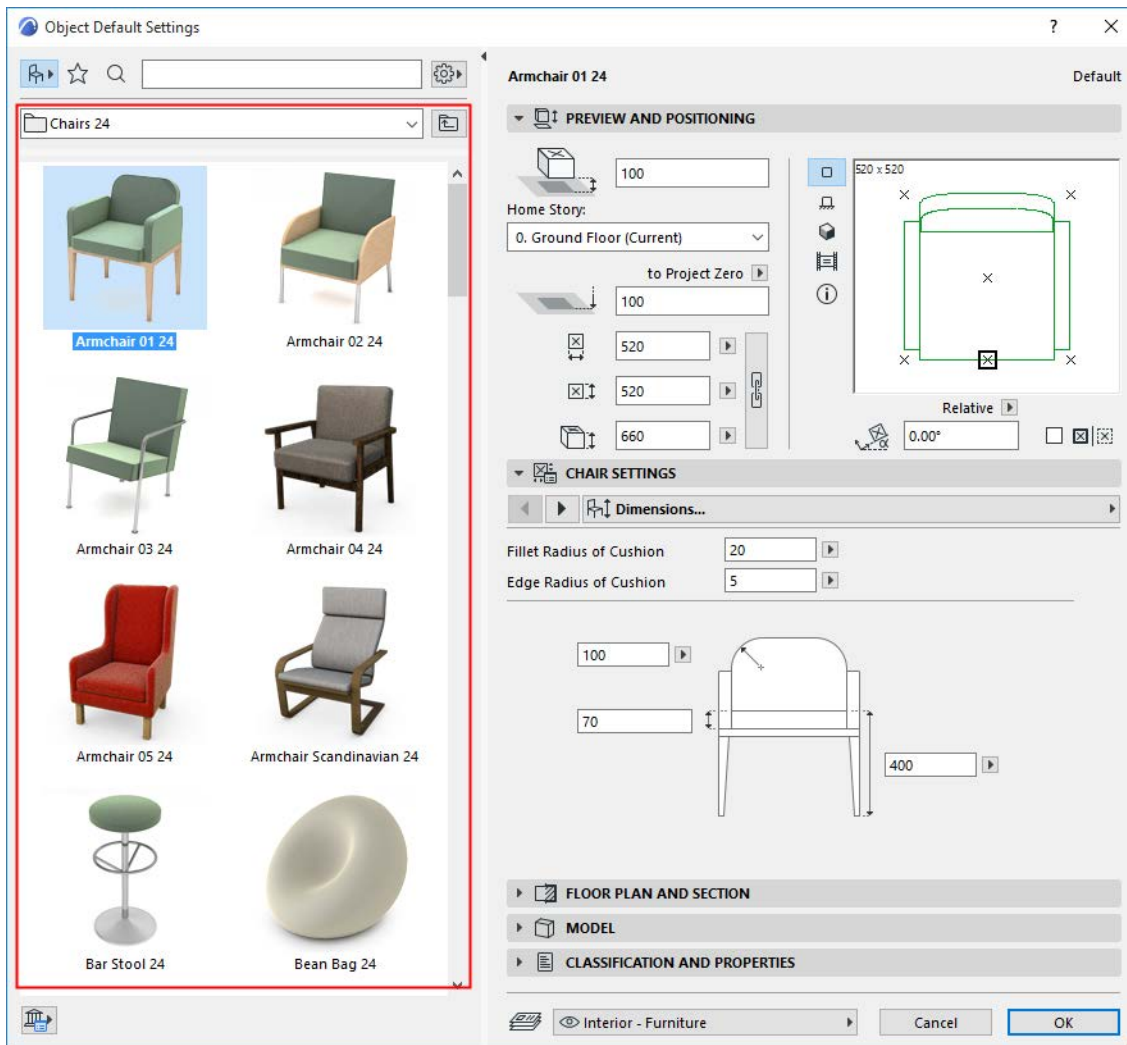 Object Default Settings
Chairs 24
Armchair 01 24
Armchair 02 24
Armchair 03 24
Armchair 04 24
Armchair 05 24
Armchair Scandinavian 24
Bar Stool 24
Bean Bag 24
Armchair 01 24
Default
PREVIEW AND POSITIONING
100
Home Story:
0. Ground Floor (Current)
to Project Zero
100
520
520
660
520 x 520
Relative
α
0.00°
CHAIR SETTINGS
Dimensions...
Fillet Radius of Cushion 20
Edge Radius of Cushion 5
100
70
400
FLOOR PLAN AND SECTION
MODEL
CLASSIFICATION AND PROPERTIES
Interior - Furniture
Cancel
OK